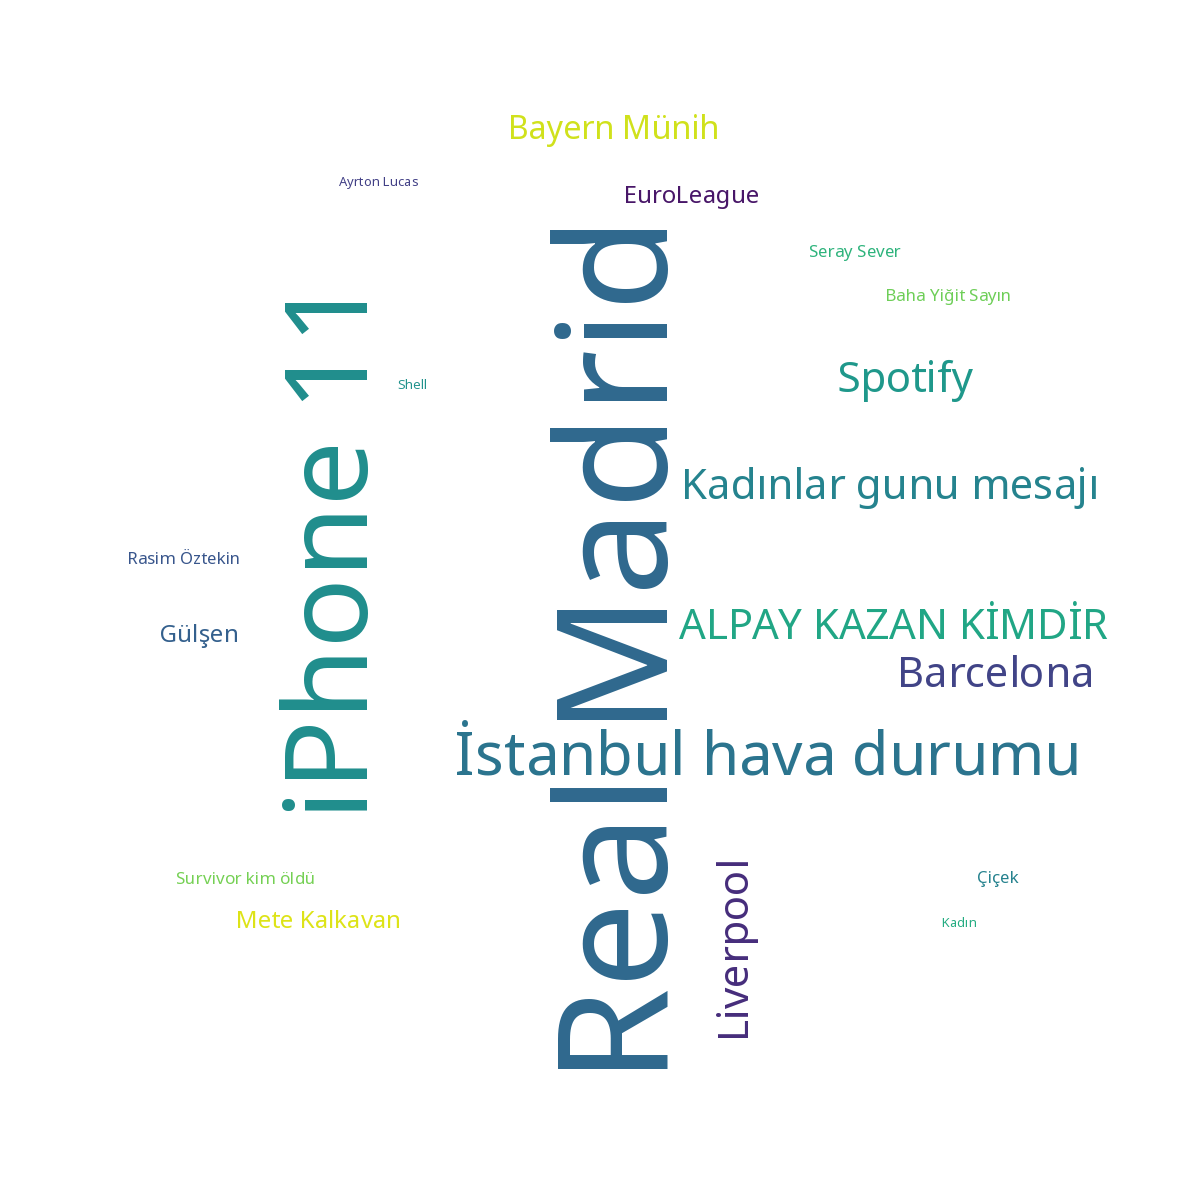 Bayern Münih
Ayrton Lucas
EuroLeague
Seray Sever
Baha Yiğit Sayın
iPhone 11
Real Madrid
Shell
Spotify
Kadınlar gunu mesajı
Rasim Öztekin
Gülşen
ALPAY KAZAN KİMDİR
Barcelona
İstanbul hava durumu
Liverpool
Survivor kim öldü
Çiçek
Mete Kalkavan
Kadın